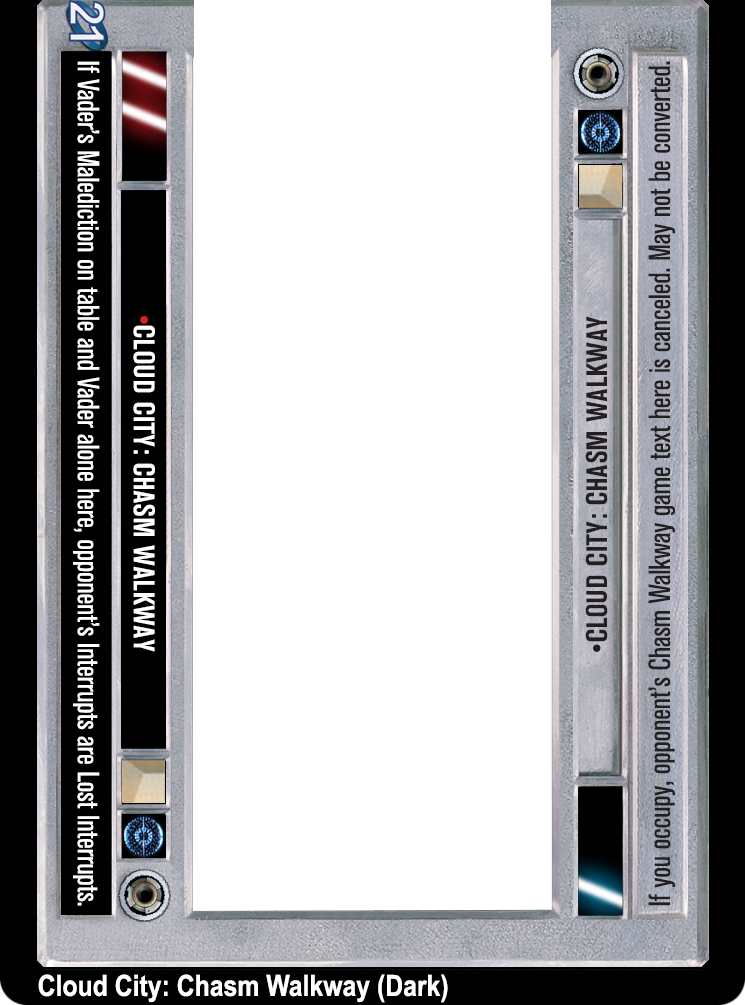 21
If Vader's Malediction on table and Vader alone here, opponent's Interrupts are Lost Interrupts.
•CLOUD CITY: CHASM WALKWAY
•CLOUD CITY: CHASM WALKWAY
If you occupy, opponent's Chasm Walkway game text here is canceled. May not be converted.
Cloud City: Chasm Walkway (Dark)